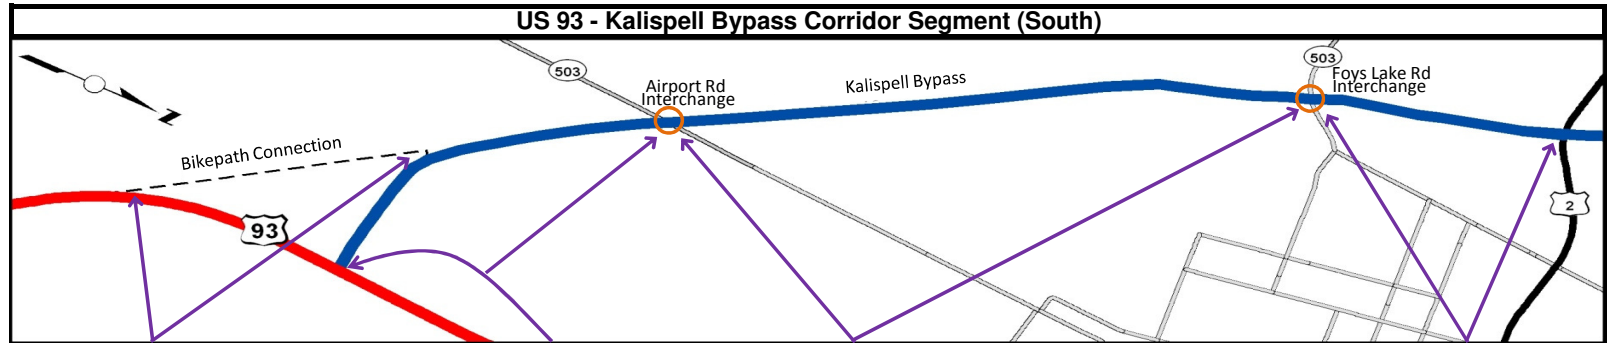 US 93 - Kalispell Bypass Corridor Segment (South)
503
503
Airport Rd
Interchange
Kalispell Bypass
Foys Lake Rd
Interchange
Z
Bikepath Connection
93
2